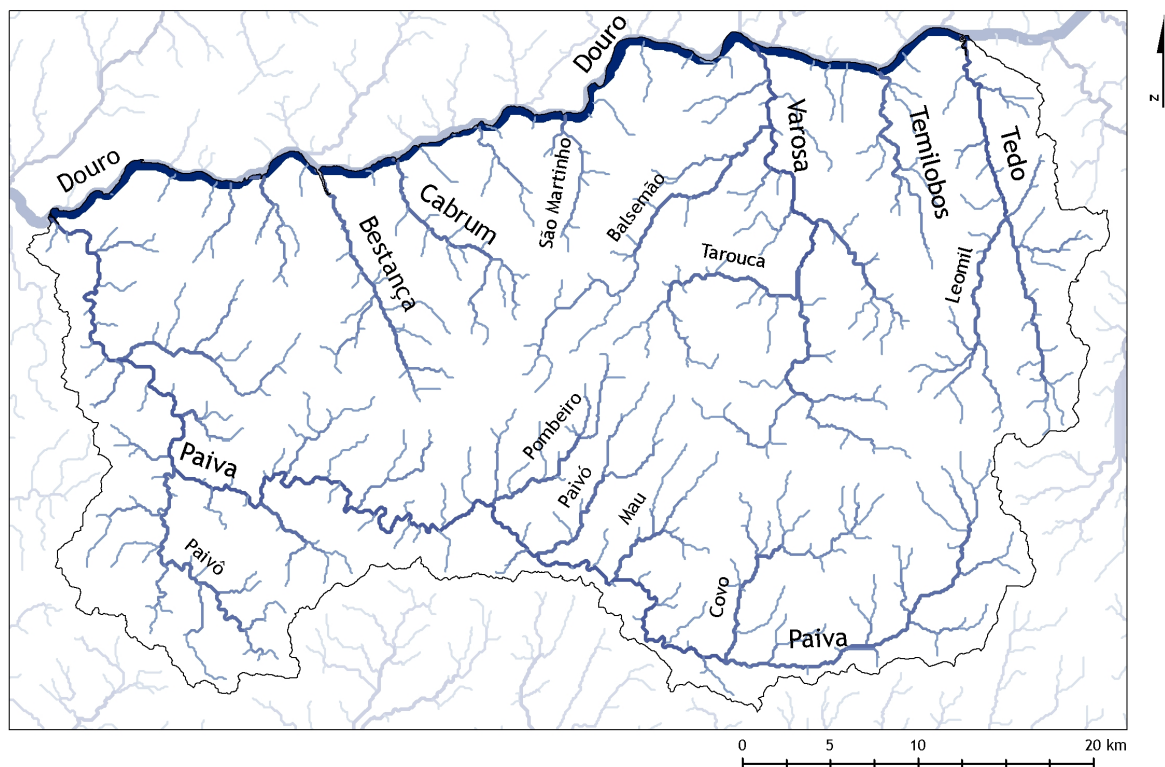 Douro
Douro
Varosa
Temilobos
Tedo
z
São Martinho
Cabrum
Balsemão
Bestança
Tarouca
Leomil
Pombeiro
Paiva
Paivó
Mau
Paivô
Covo
Paiva
0 5 10 20 km